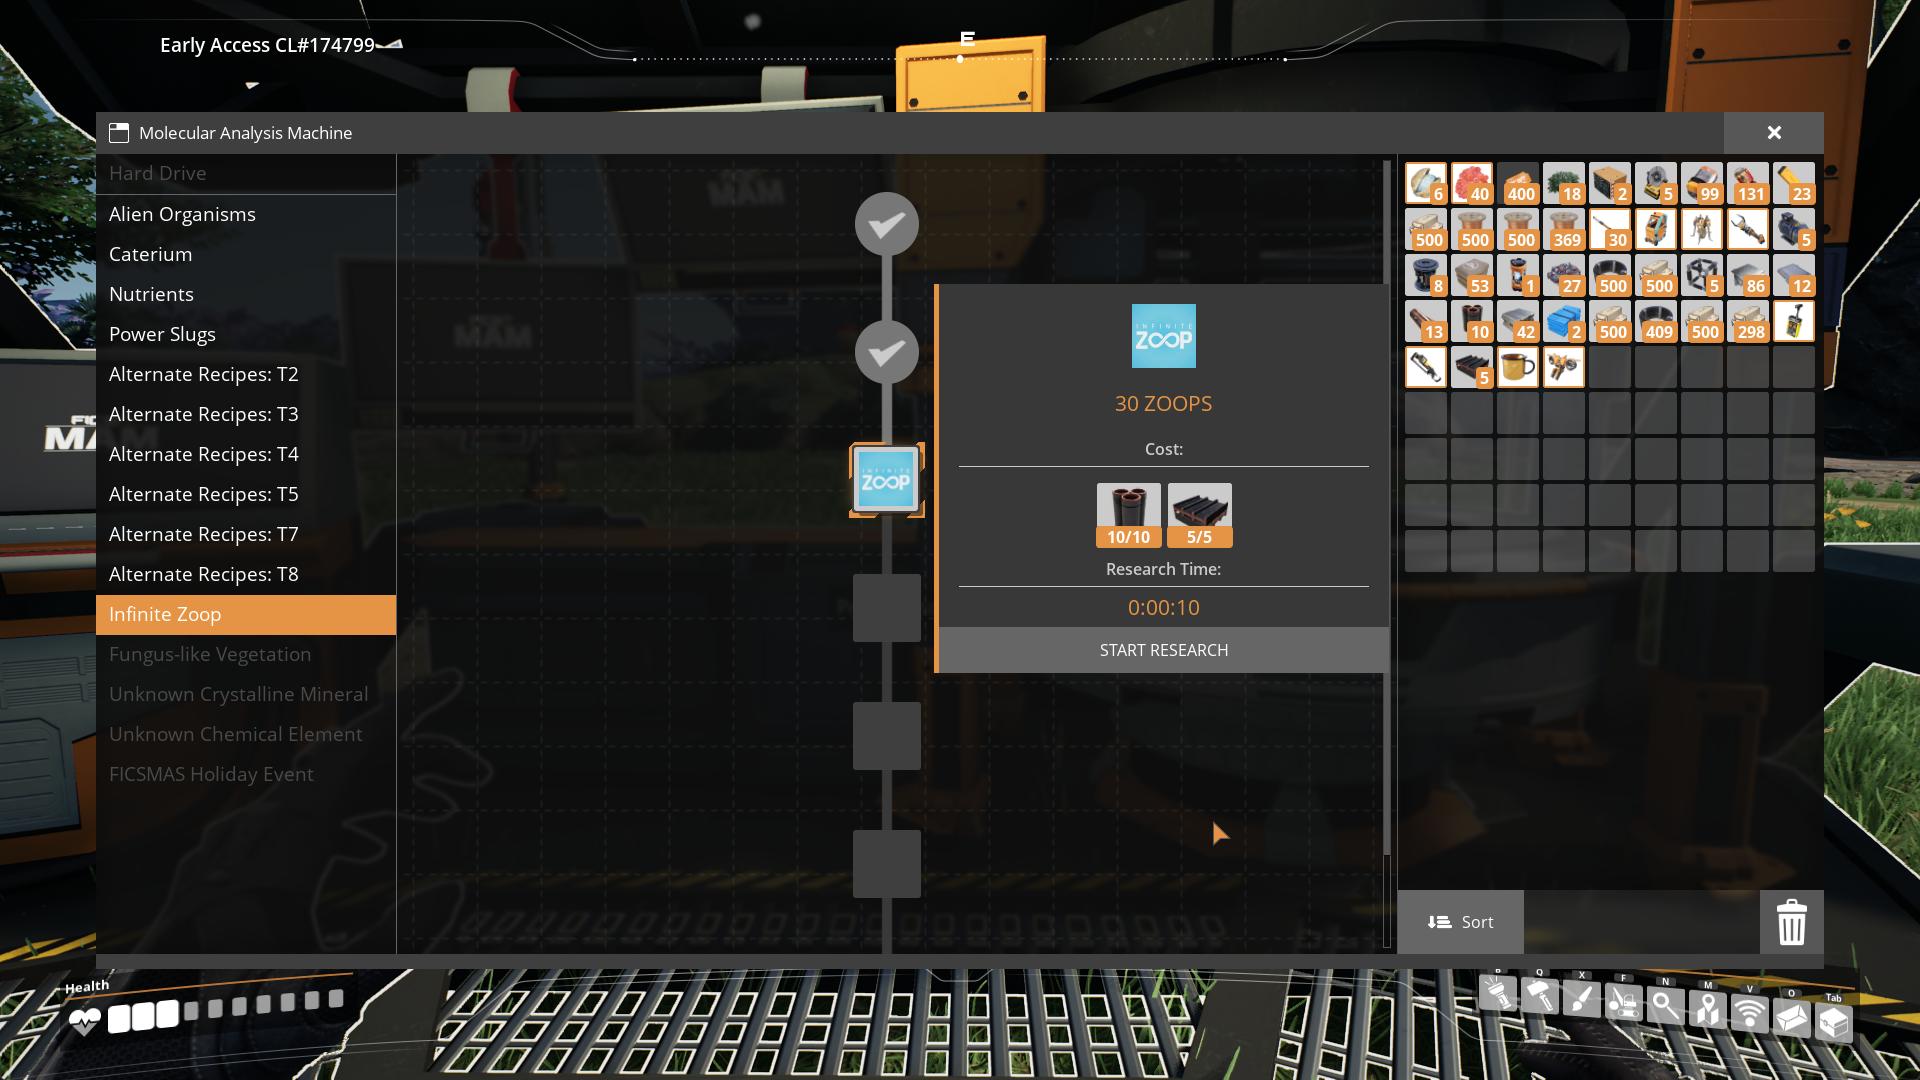 Early Access CL#174799
E
Molecular Analysis Machine
Hard Drive
Alien Organisms
Caterium
Nutrients
Power Slugs
Alternate Recipes: T2
Alternate Recipes: T3
Alternate Recipes: T4
Alternate Recipes: T5
Alternate Recipes: T7
Alternate Recipes: T8
Infinite Zoop
Fungus-like Vegetation
Unknown Crystalline Mineral
Unknown Chemical Element
FICSMAS Holiday Event
INFINITE
ZOOP
INFINITE
ZOOP
30 ZOOPS
Cost:
10/10 5/5
Research Time:
0:00:10
START RESEARCH
6 40 400 18 2 5 99 131 23
500 500 500 369 30 5
8 53 1 27 500 500 5 86 12
13 10 42 2 500 409 500 298
5
Sort
Health
Q X F N M V O Tab